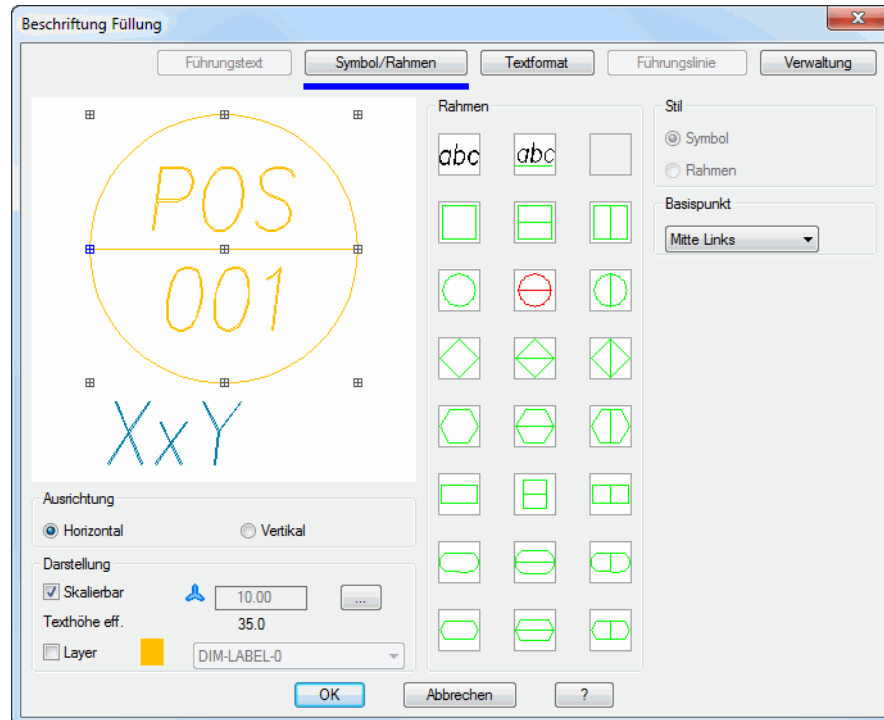 Beschriftung Füllung
x
Führungstext Symbol/Rahmen Textformat Führungslinie Verwaltung
POS
001
XxY
Rahmen
abc abc
Stil
Symbol
Rahmen
Basispunkt
Mitte Links
Ausrichtung
Horizontal Vertikal
Darstellung
Skalierbar 10.00 ...
Texthöhe eff. 35.0
Layer DIM-LABEL-0
OK Abbrechen ?